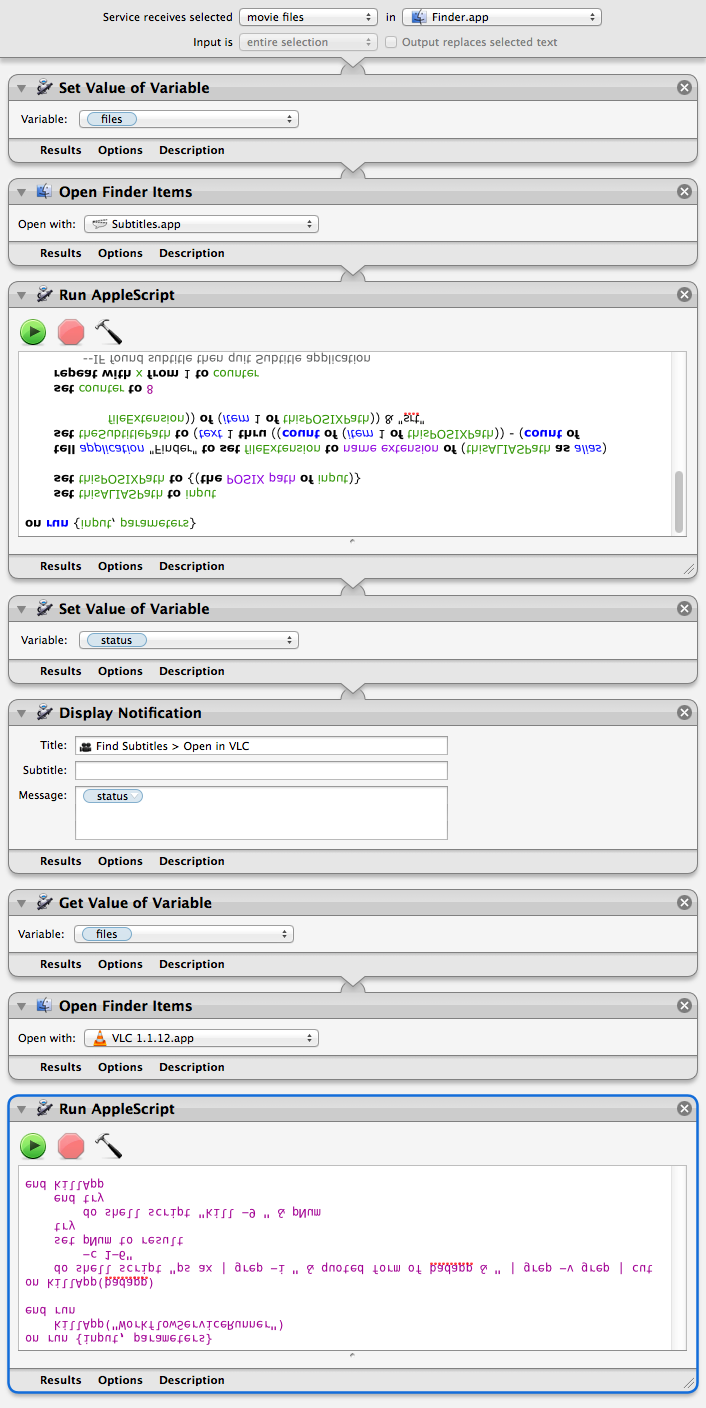 Service receives selected movie files in Finder.app
Input is entire selection Output replaces selected text
Set Value of Variable
Variable: files
Results Options Description
Open Finder Items
Open with: Subtitles.app
Results Options Description
Run AppleScript
on run {input, parameters}
set thisALIASPath to input
set thisPOSIXPath to {(the POSIX path of input)}
tell application "Finder" to set fileExtension to name extension of (thisALIASPath as alias)
set theSubtitlePath to (text 1 thru ((count of (item 1 of thisPOSIXPath)) - (count of
fileExtension)) of (item 1 of thisPOSIXPath)) & "srt"
set counter to 8
repeat with x from 1 to counter
--IF found subtitle then quit Subtitle application
Results Options Description
Set Value of Variable
Variable: status
Results Options Description
Display Notification
Title: Find Subtitles > Open in VLC
Subtitle:
Message: status
Results Options Description
Get Value of Variable
Variable: files
Results Options Description
Open Finder Items
Open with: VLC 1.1.12.app
Results Options Description
Run AppleScript
on run {input, parameters}
killApp("WorkflowServiceRunner")
end run
on killApp(badapp)
do shell script "ps ax | grep -i " & quoted form of badapp & " | grep -v grep | cut
-c 1-6"
set pNum to result
try
do shell script "kill -9 " & pNum
end try
end killApp
Results Options Description